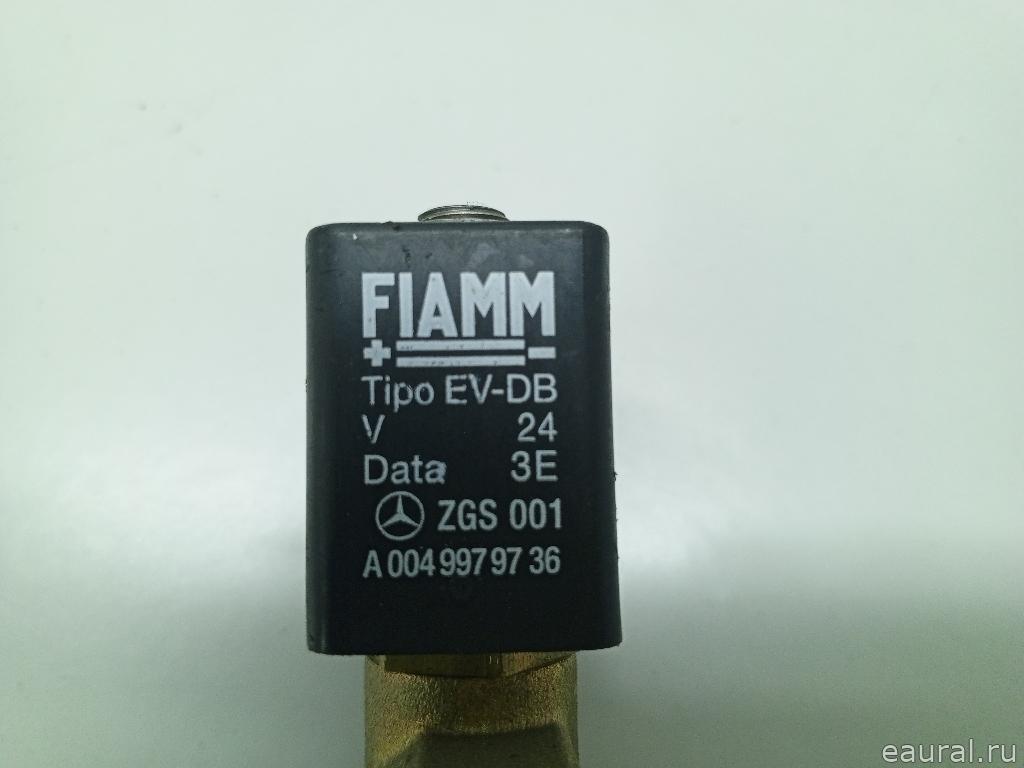 FIAMM
+ −
Tipo EV-DB
V 24
Data 3E
ZGS 001
A 004 997 97 36
eaural.ru